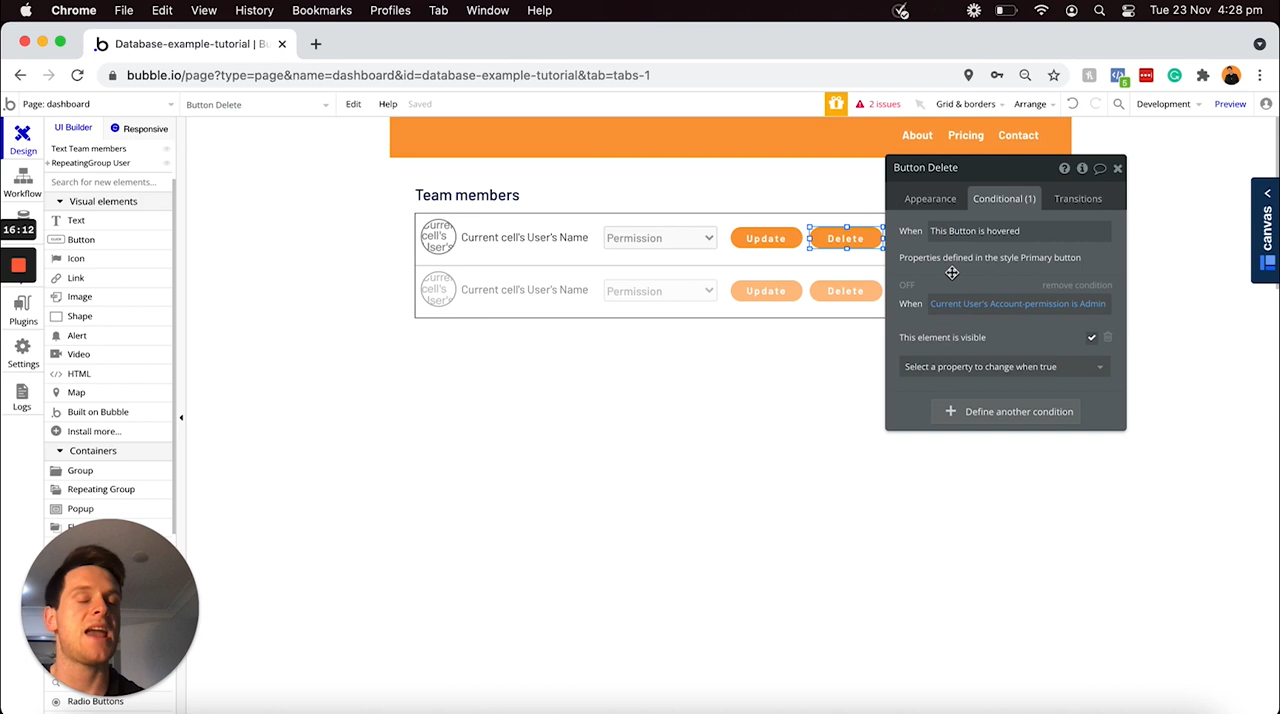 Chrome File Edit View History Bookmarks Profiles Tab Window Help Tue 23 Nov 4:28 pm
Database-example-tutorial | Bu
bubble.io/page?type=page&name=dashboard&id=database-example-tutorial&tab=tabs-1
6
Page: dashboard Button Delete Edit Help Saved 2 issues Grid & borders Arrange Development Preview
UI Builder Responsive
Design
Text Team members
RepeatingGroup User
Search for new elements...
Workflow
Visual elements
Text
16:12
Button
Icon
Link
Image
Plugins
Shape
Alert
Video
Settings
HTML
Map
Logs
Built on Bubble
Install more...
Containers
Group
Repeating Group
Popup
Radio Buttons
About Pricing Contact
Team members
Current cell's User's Name Permission Update Delete
Current cell's User's Name Permission Update Delete
Button Delete
Appearance Conditional (1) Transitions
When This Button is hovered
Properties defined in the style Primary button
OFF remove condition
When Current User's Account-permission is Admin
This element is visible
Select a property to change when true
Define another condition
canvas